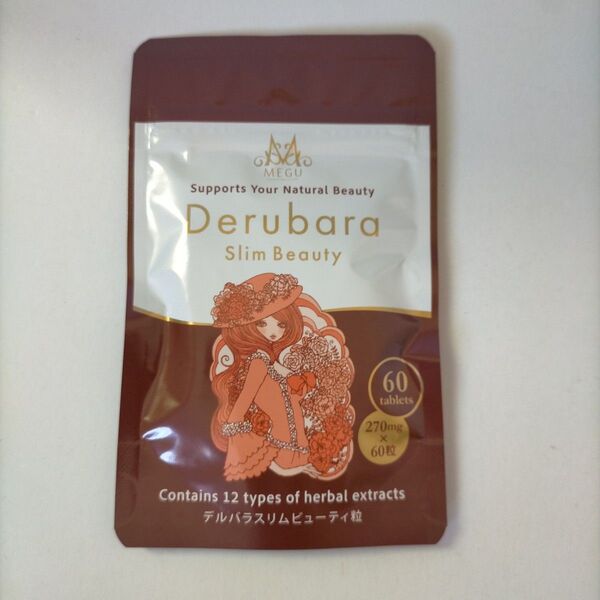 MEGU
Supports Your Natural Beauty
Derubara
Slim Beauty
60
tablets
270mg
×
60粒
Contains 12 types of herbal extracts
デルバラスリムビューティ粒